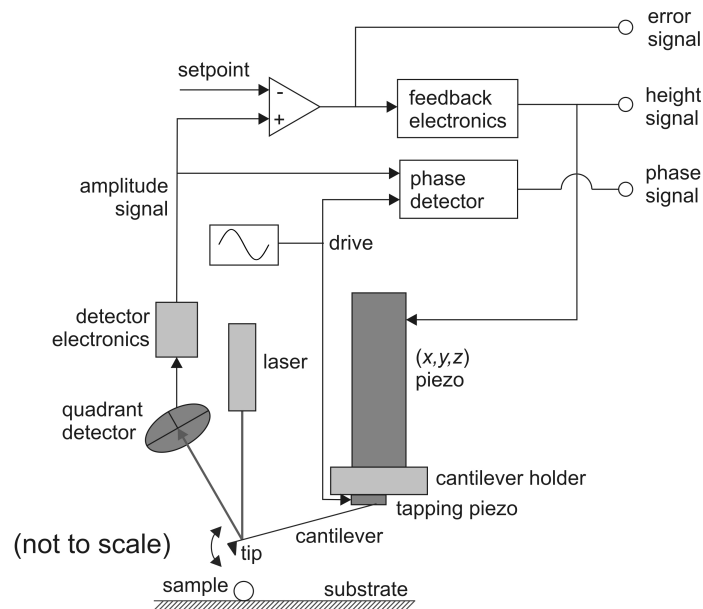 error
signal
setpoint
-
+
feedback
electronics
height
signal
amplitude
signal
phase
detector
phase
signal
drive
detector
electronics
laser
(x,y,z)
piezo
quadrant
detector
cantilever holder
tapping piezo
cantilever
(not to scale)
tip
sample
substrate